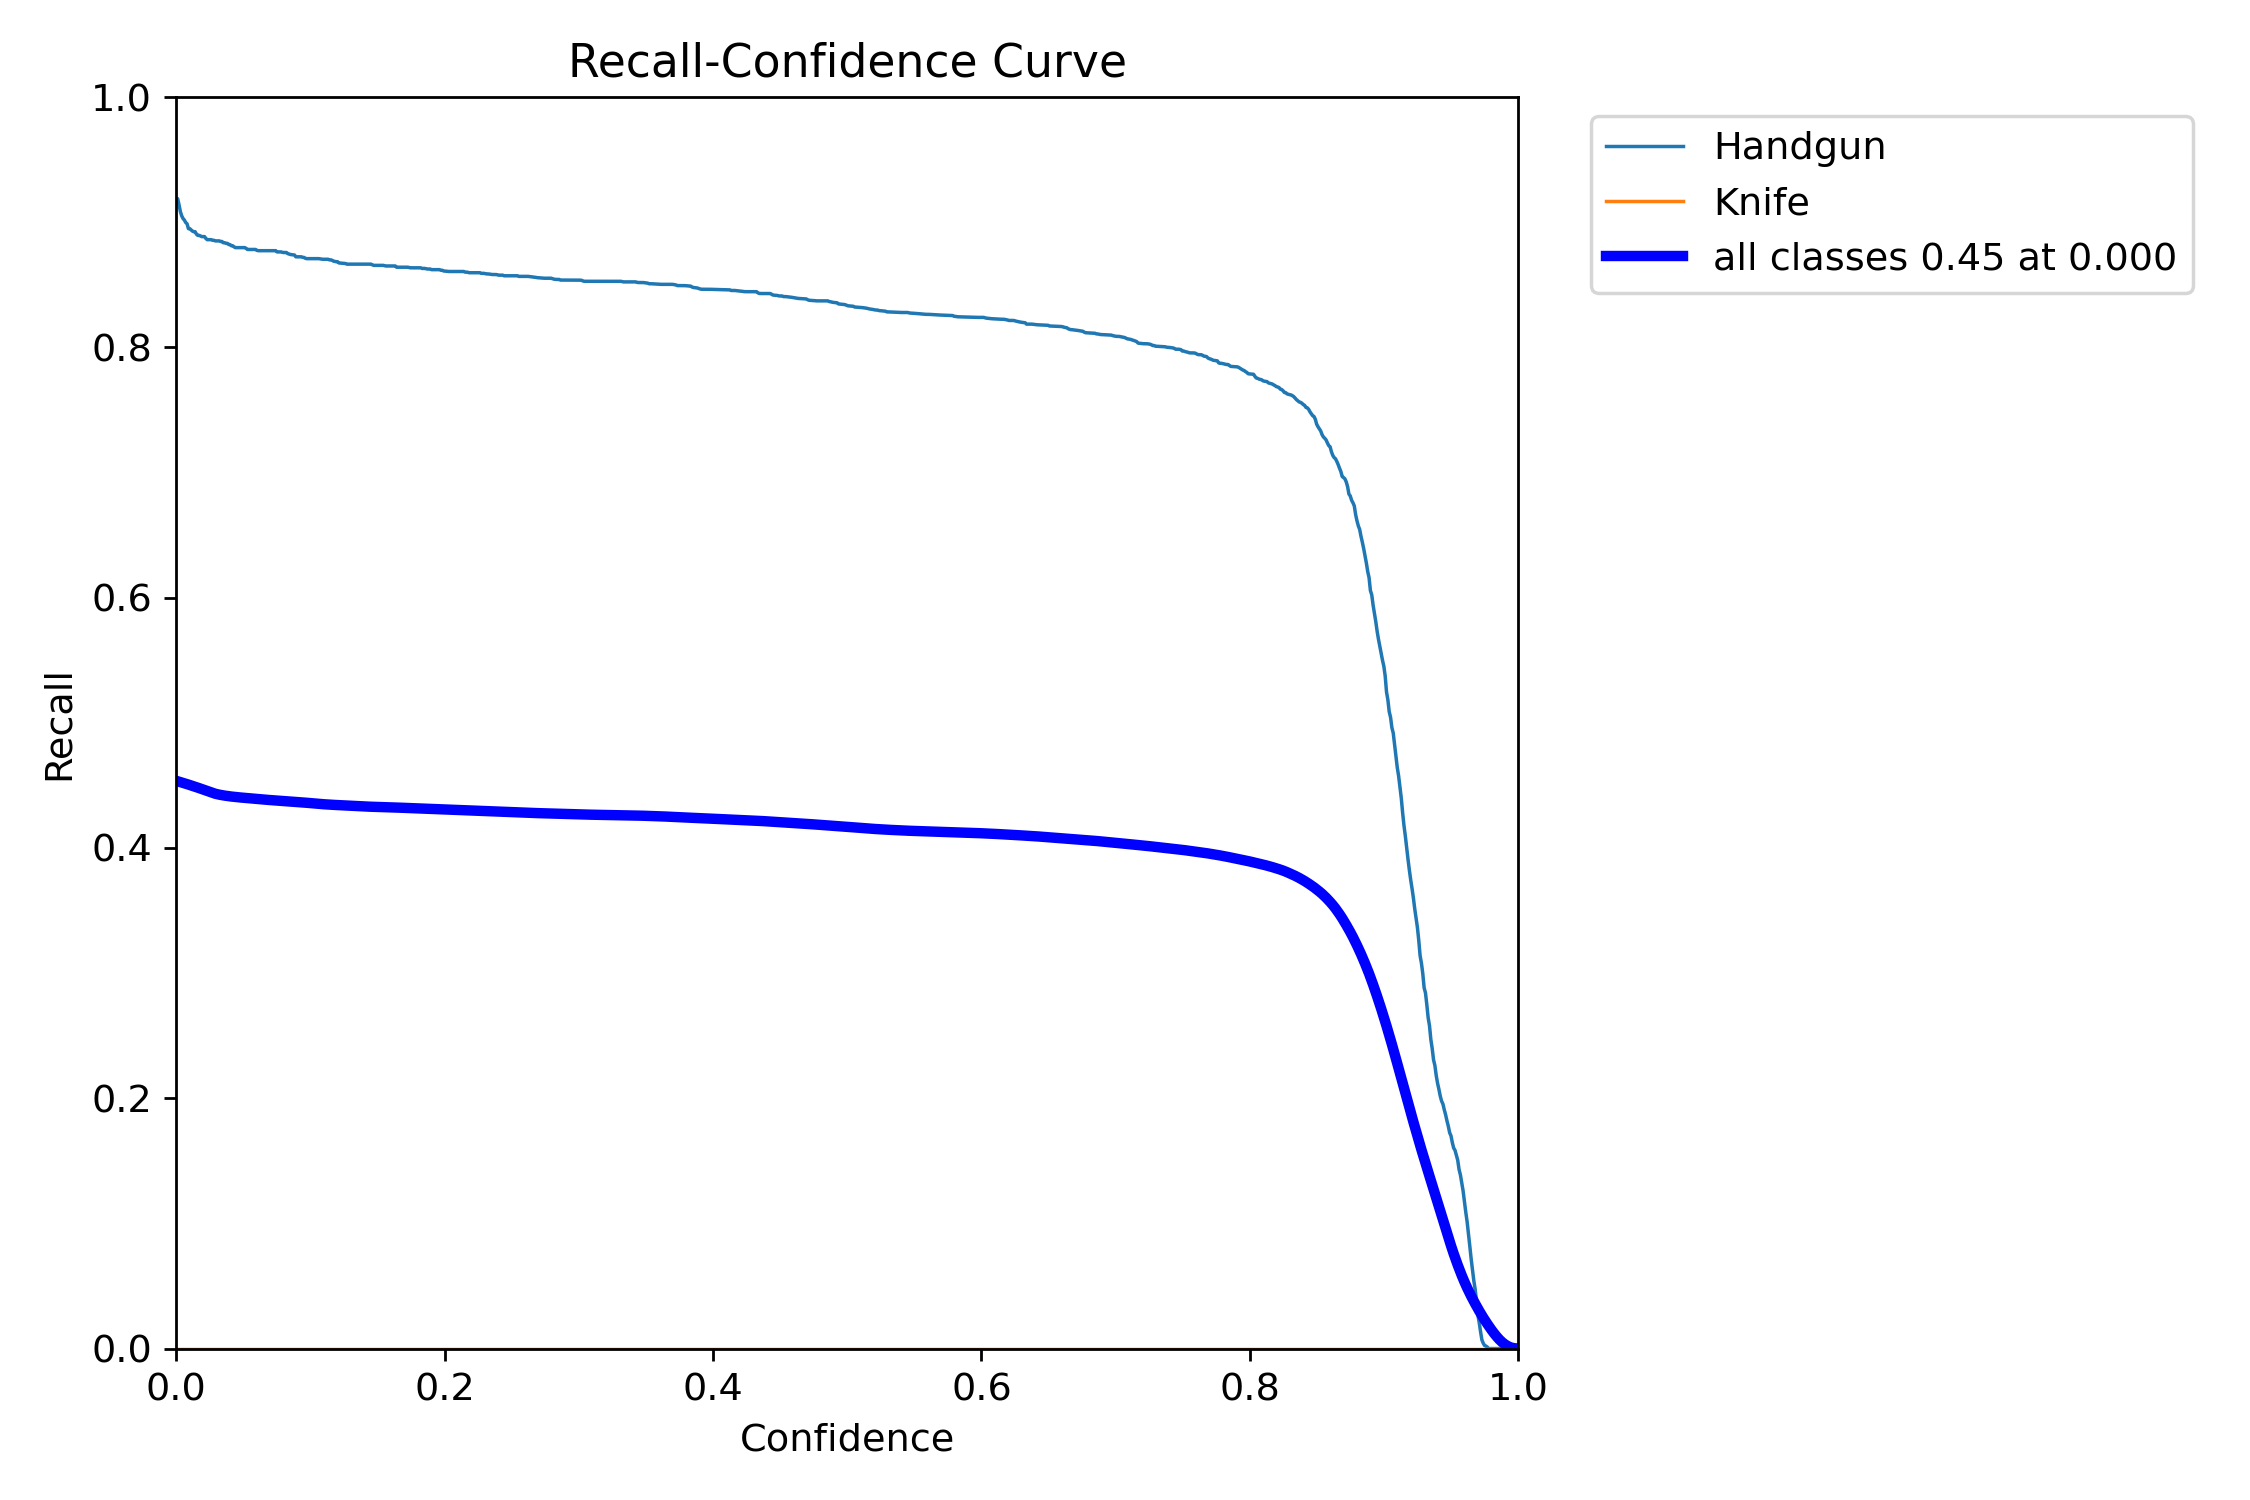 Recall-Confidence Curve
1.0
0.8
0.6
0.4
0.2
0.0
Recall
0.0 0.2 0.4 0.6 0.8 1.0
Confidence
Handgun
Knife
all classes 0.45 at 0.000